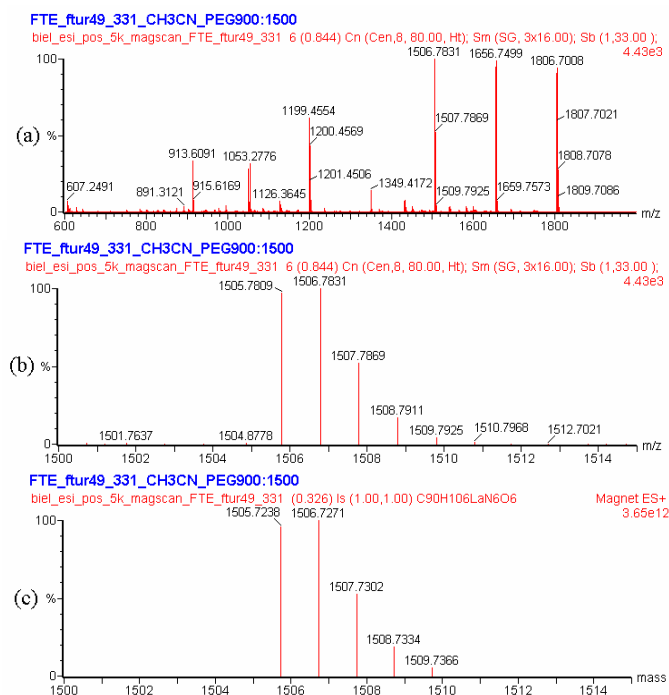 FTE_ftur49_331_CH3CN_PEG900:1500
biel_esi_pos_5k_magscan_FTE_ftur49_331 6 (0.844) Cn (Cen,8, 80.00, Ht); Sm (SG, 3x16.00); Sb (1,33.00 );
4.43e3
(a)
100
%
0
607.2491
891.3121
913.6091
915.6169
1053.2776
1126.3645
1199.4554
1200.4569
1201.4506
1349.4172
1506.7831
1507.7869
1509.7925
1656.7499
1659.7573
1806.7008
1807.7021
1808.7078
1809.7086
600 800 1000 1200 1400 1600 1800 m/z
FTE_ftur49_331_CH3CN_PEG900:1500
biel_esi_pos_5k_magscan_FTE_ftur49_331 6 (0.844) Cn (Cen,8, 80.00, Ht); Sm (SG, 3x16.00); Sb (1,33.00 );
4.43e3
(b)
100
%
0
1501.7637
1504.8778
1505.7809
1506.7831
1507.7869
1508.7911
1509.7925
1510.7968
1512.7021
1500 1502 1504 1506 1508 1510 1512 1514 m/z
FTE_ftur49_331_CH3CN_PEG900:1500
biel_esi_pos_5k_magscan_FTE_ftur49_331 (0.326) Is (1.00,1.00) C90H106LaN6O6 Magnet ES+
3.65e12
(c)
100
%
0
1505.7238
1506.7271
1507.7302
1508.7334
1509.7366
1500 1502 1504 1506 1508 1510 1512 1514 mass